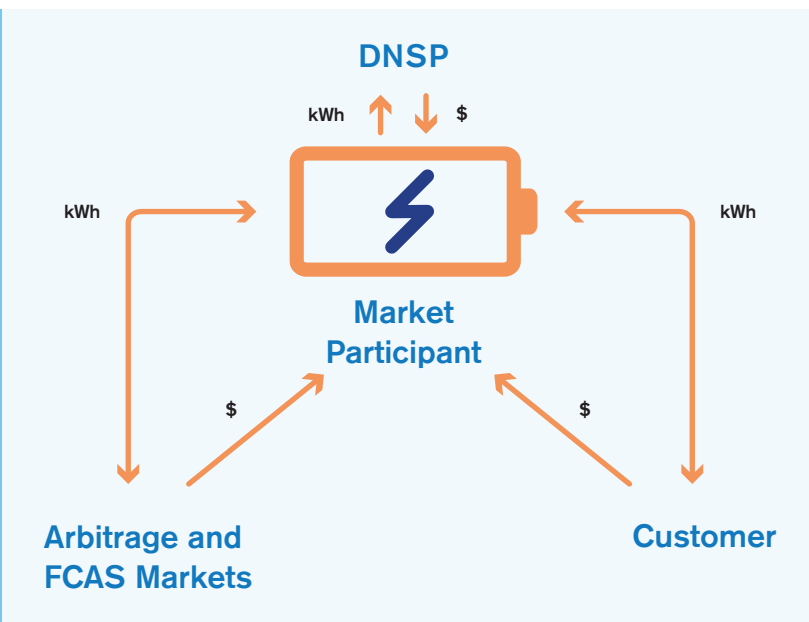 DNSP
kWh
$
kWh
kWh
Market
Participant
$
$
Arbitrage and
FCAS Markets
Customer